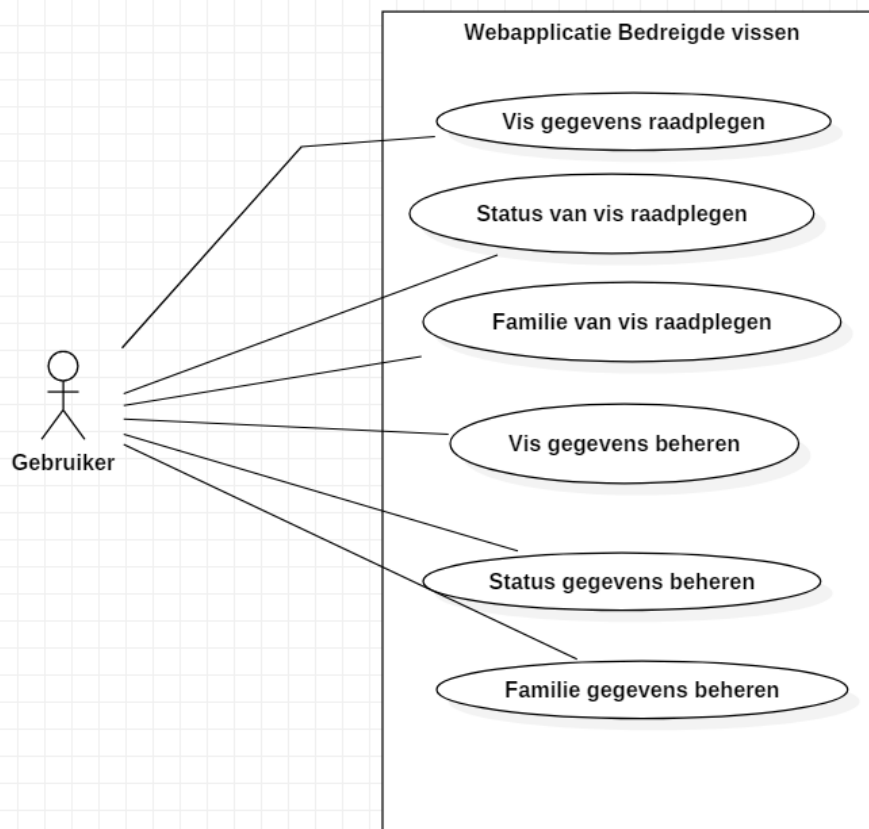 Webapplicatie Bedreigde vissen
Vis gegevens raadplegen
Status van vis raadplegen
Familie van vis raadplegen
Vis gegevens beheren
Gebruiker
Status gegevens beheren
Familie gegevens beheren